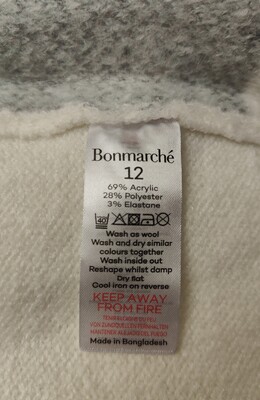 Bonmarché
12
69% Acrylic
28% Polyester
3% Elastane
40
Wash as wool
Wash and dry similar
colours together
Wash inside out
Reshape whilst damp
Dry flat
Cool iron on reverse
KEEP AWAY
FROM FIRE
Made in Bangladesh